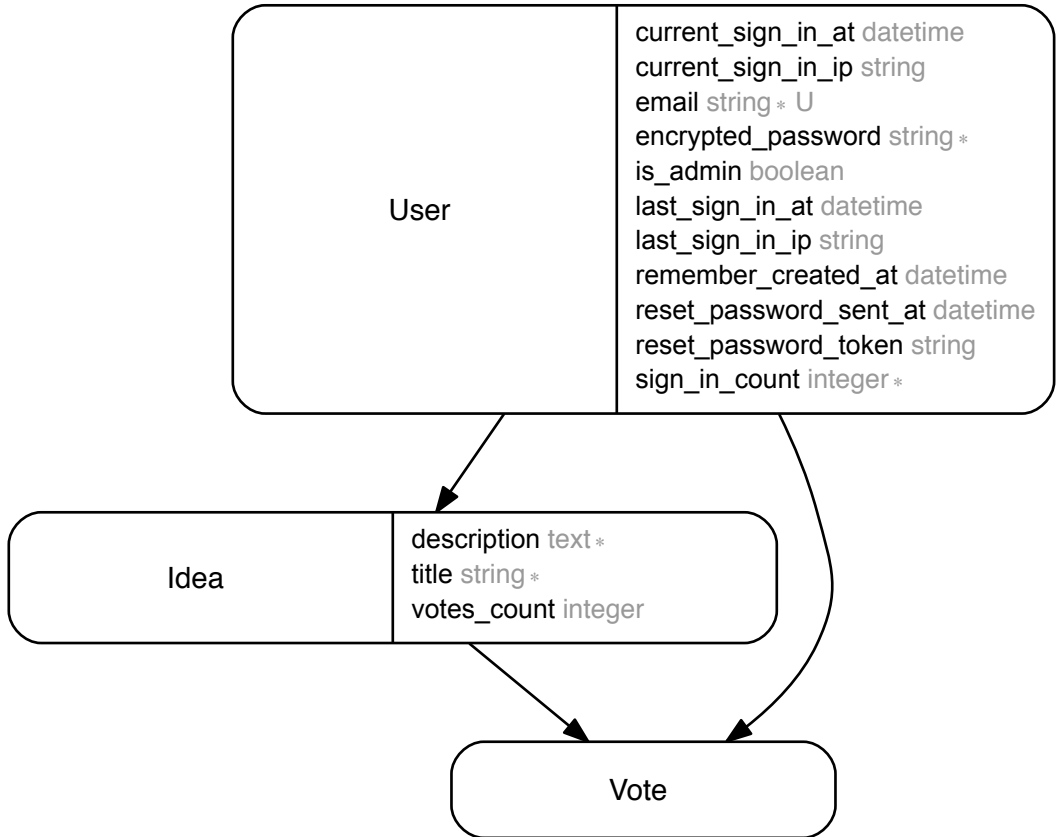 User
current_sign_in_at datetime
current_sign_in_ip string
email string * U
encrypted_password string *
is_admin boolean
last_sign_in_at datetime
last_sign_in_ip string
remember_created_at datetime
reset_password_sent_at datetime
reset_password_token string
sign_in_count integer *
Idea
description text *
title string *
votes_count integer
Vote